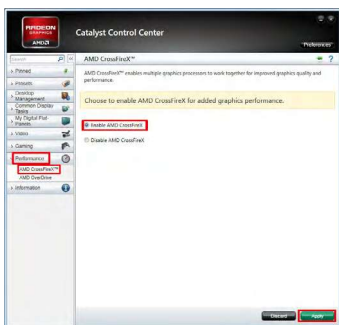 RADEON
GRAPHICS
AMD
Catalyst Control Center
Preferences
Search
Pinned
Presets
Desktop
Management
Common Display
Tasks
My Digital Flat-
Panels
Video
Gaming
Performance
AMD CrossFireX™
AMD OverDrive
Information
AMD CrossFireX™
AMD CrossFireX™ enables multiple graphics processors to work together for improved graphics quality and
performance.
Choose to enable AMD CrossFireX for added graphics performance.
Enable AMD CrossFireX
Disable AMD CrossFireX
Discard
Apply